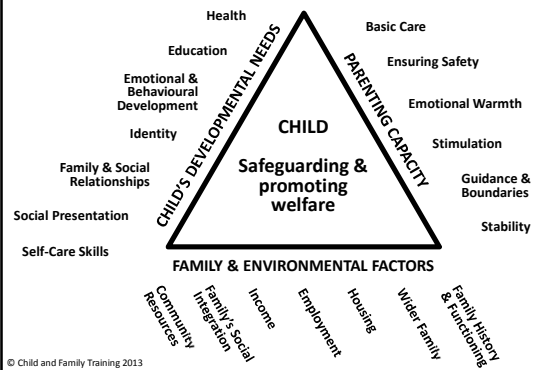 Health
Education
Emotional &
Behavioural
Development
Identity
Family & Social
Relationships
Social Presentation
Self-Care Skills
CHILD'S DEVELOPMENTAL NEEDS
CHILD
Safeguarding &
promoting
welfare
PARENTING CAPACITY
Basic Care
Ensuring Safety
Emotional Warmth
Stimulation
Guidance &
Boundaries
Stability
FAMILY & ENVIRONMENTAL FACTORS
Community
Resources
Family's Social
Integration
Income
Employment
Housing
Wider Family
Family History
& Functioning
© Child and Family Training 2013